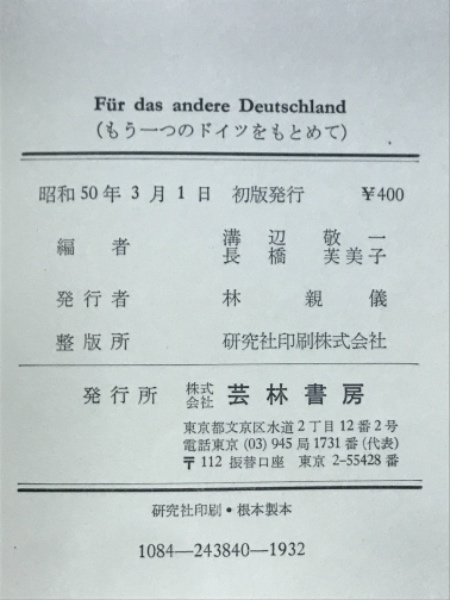 Für das andere Deutschland
(もう一つのドイツをもとめて)
昭和50年3月1日 初版発行 ¥400
編者 溝辺敬一
長橋芙美子
発行者 林親儀
整版所 研究社印刷株式会社
発行所 株式会社 芸林書房
東京都文京区水道2丁目12番2号
電話東京 (03) 945局1731番(代表)
〒112 振替口座 東京 2-55428番
研究社印刷・根本製本
1084—243840—1932